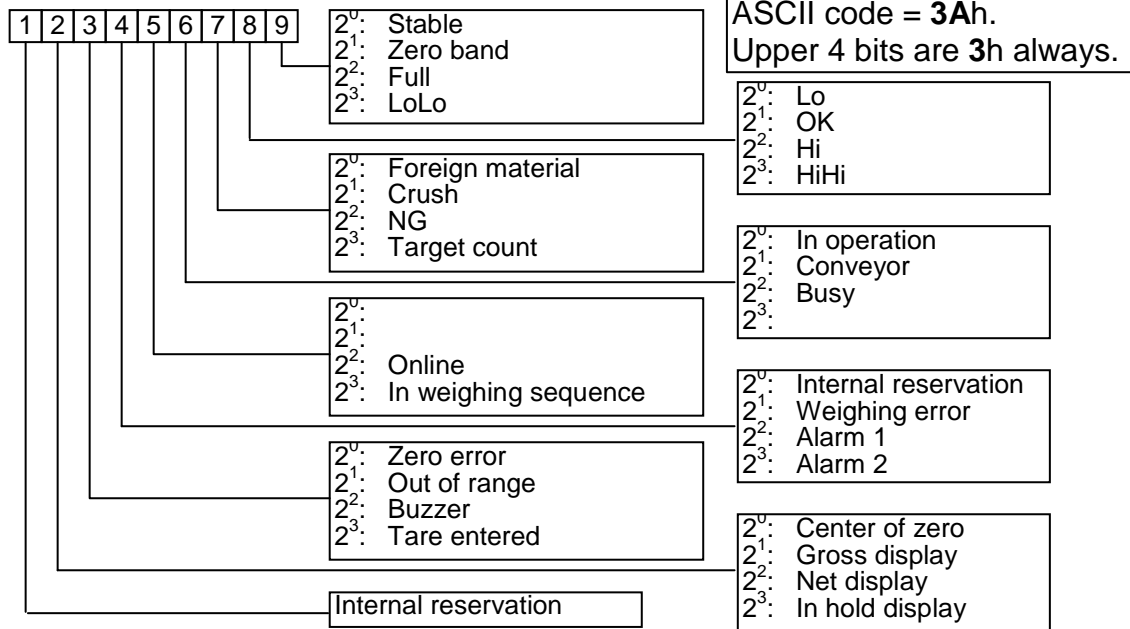 ASCII code = 3Ah.
Upper 4 bits are 3h always.
1 2 3 4 5 6 7 8 9
2⁰: Stable
2¹: Zero band
2²: Full
2³: LoLo
2⁰: Lo
2¹: OK
2²: Hi
2³: HiHi
2⁰: Foreign material
2¹: Crush
2²: NG
2³: Target count
2⁰: In operation
2¹: Conveyor
2²: Busy
2³:
2⁰:
2¹:
2²: Online
2³: In weighing sequence
2⁰: Internal reservation
2¹: Weighing error
2²: Alarm 1
2³: Alarm 2
2⁰: Zero error
2¹: Out of range
2²: Buzzer
2³: Tare entered
2⁰: Center of zero
2¹: Gross display
2²: Net display
2³: In hold display
Internal reservation